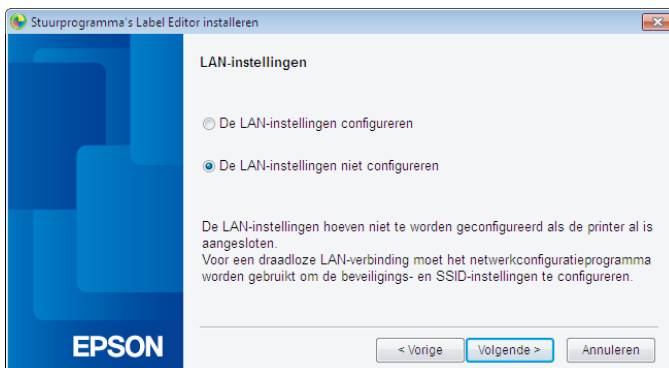 Stuurprogramma's Label Editor installeren
LAN-instellingen
De LAN-instellingen configureren
De LAN-instellingen niet configureren
De LAN-instellingen hoeven niet te worden geconfigureerd als de printer al is
aangesloten.
Voor een draadloze LAN-verbinding moet het netwerkconfiguratieprogramma
worden gebruikt om de beveiligings- en SSID-instellingen te configureren.
EPSON
< Vorige
Volgende >
Annuleren